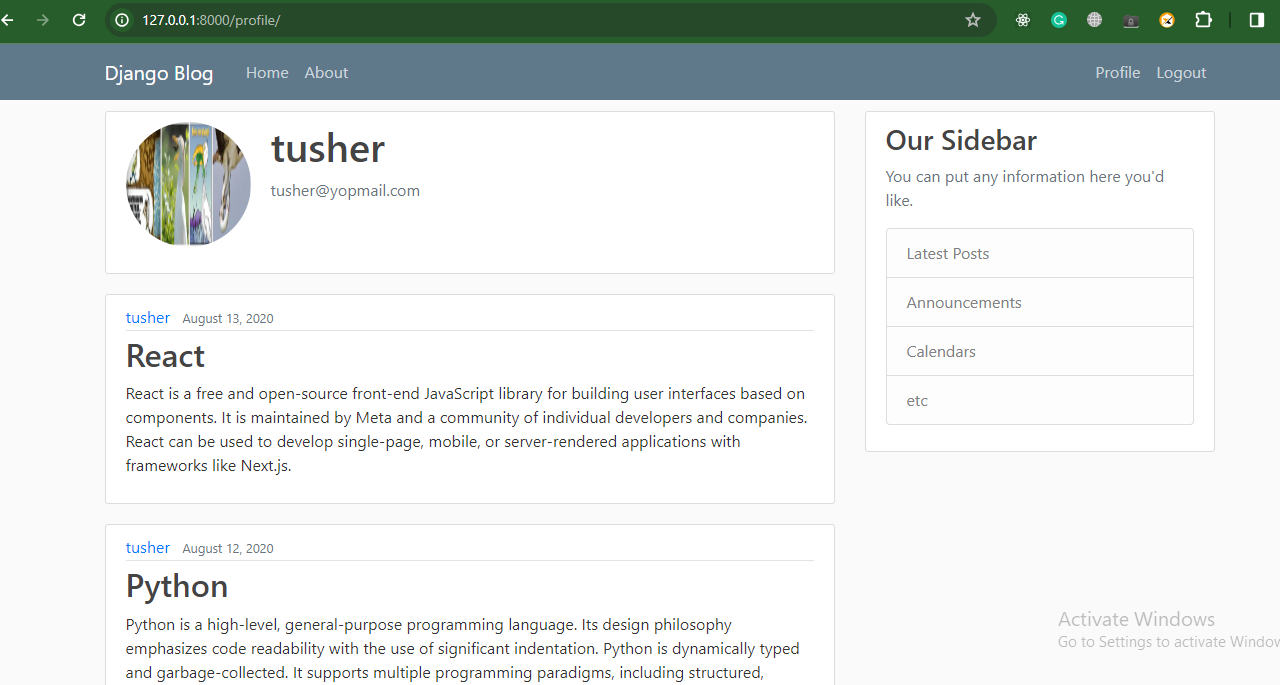 127.0.0.1:8000/profile/
Django Blog Home About Profile Logout
tusher
tusher@yopmail.com
tusher August 13, 2020
React
React is a free and open-source front-end JavaScript library for building user interfaces based on
components. It is maintained by Meta and a community of individual developers and companies.
React can be used to develop single-page, mobile, or server-rendered applications with
frameworks like Next.js.
tusher August 12, 2020
Python
Python is a high-level, general-purpose programming language. Its design philosophy
emphasizes code readability with the use of significant indentation. Python is dynamically typed
and garbage-collected. It supports multiple programming paradigms, including structured,
Our Sidebar
You can put any information here you'd
like.
Latest Posts
Announcements
Calendars
etc
Activate Windows
Go to Settings to activate Window